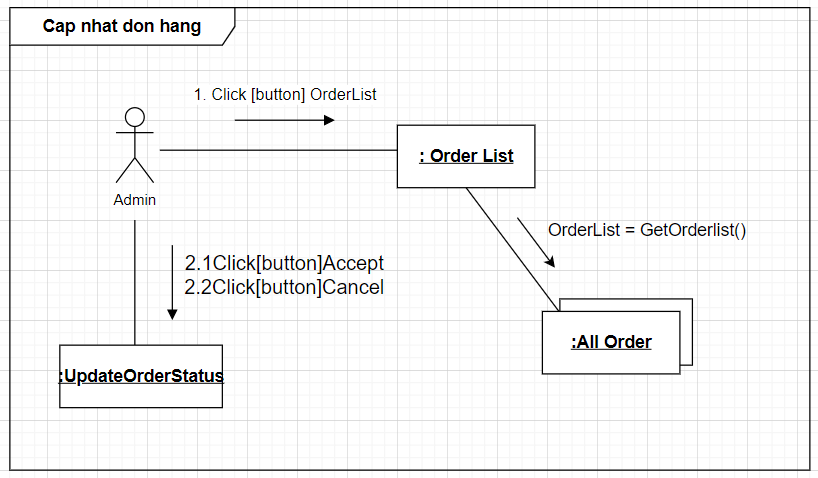 Cap nhat don hang
1. Click [button] OrderList
: Order List
Admin
OrderList = GetOrderlist()
2.1Click[button]Accept
2.2Click[button]Cancel
:All Order
:UpdateOrderStatus